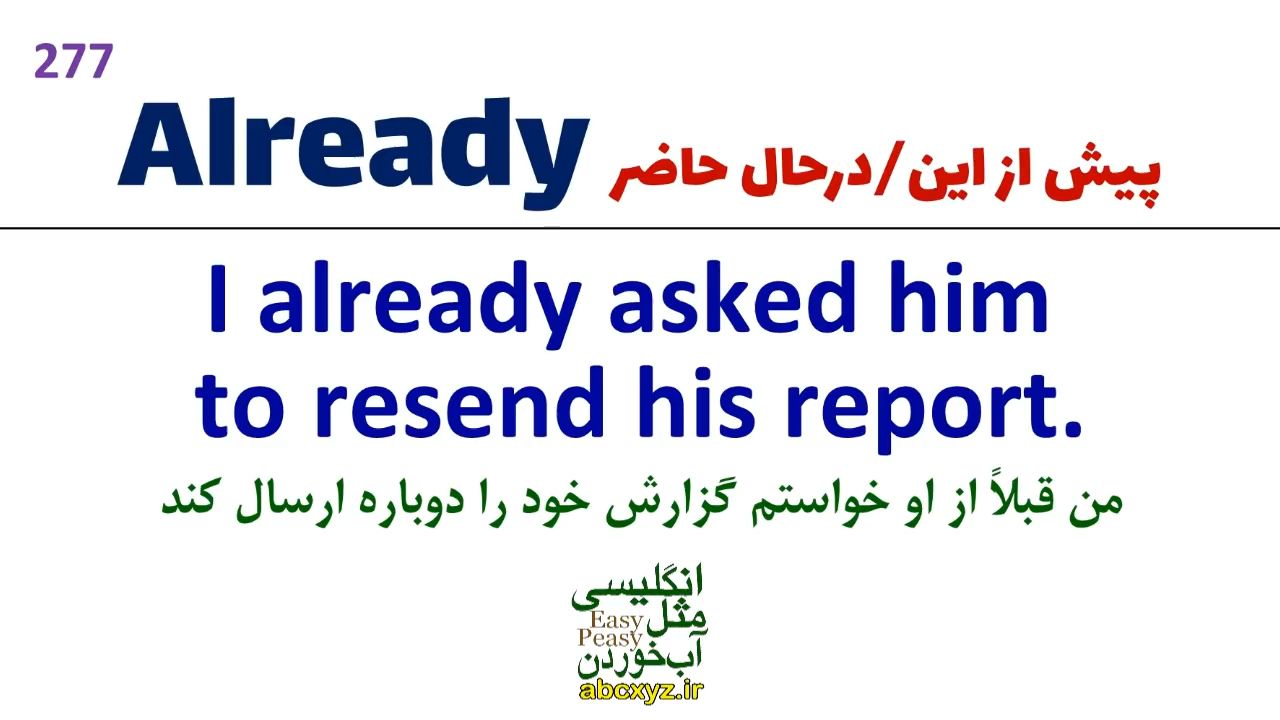 277
Already پیش از این/درحال حاضر
I already asked him
to resend his report.
من قبلاً از او خواستم گزارش خود را دوباره ارسال کند
انگلیسی
مثل
Easy
Peasy
آب‌خوردن
abcxyz.ir